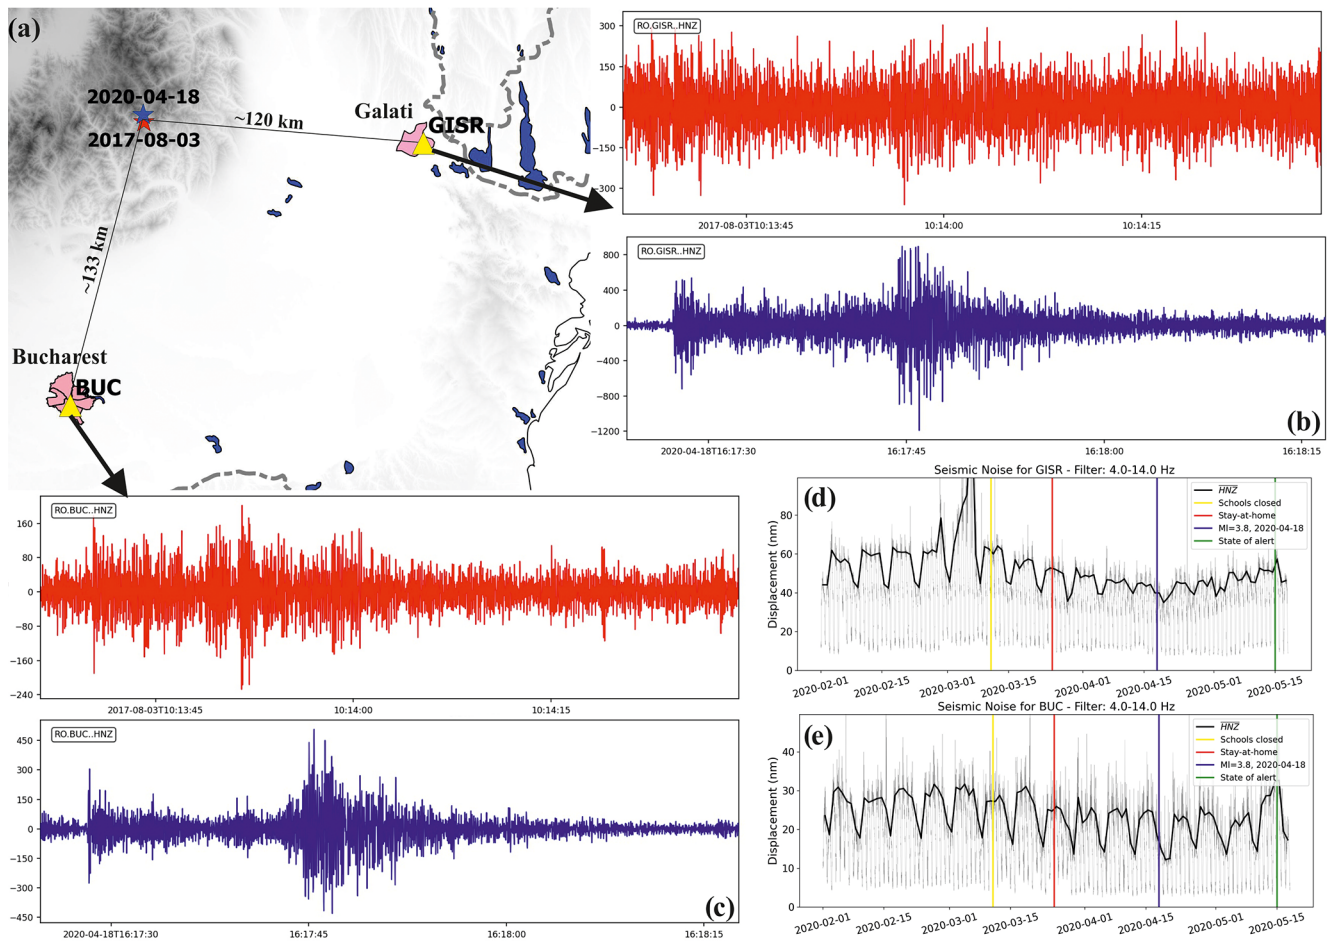 (a)
2020-04-18
2017-08-03
~120 km
Galati
GISR
~133 km
Bucharest
BUC
RO.GISR..HNZ
300
150
0
−150
−300
2017-08-03T10:13:45
10:14:00
10:14:15
RO.GISR..HNZ
800
400
0
−400
−800
−1200
(b)
2020-04-18T16:17:30
16:17:45
16:18:00
16:18:15
RO.BUC..HNZ
160
80
0
−80
−160
−240
2017-08-03T10:13:45
10:14:00
10:14:15
RO.BUC..HNZ
450
300
150
0
−150
−300
−450
(c)
2020-04-18T16:17:30
16:17:45
16:18:00
16:18:15
Seismic Noise for GISR - Filter: 4.0-14.0 Hz
(d)
HNZ
Schools closed
Stay-at-home
Ml=3.8, 2020-04-18
State of alert
Displacement (nm)
80
60
40
20
0
2020-02-01
2020-02-15
2020-03-01
2020-03-15
2020-04-01
2020-04-15
2020-05-01
2020-05-15
Seismic Noise for BUC - Filter: 4.0-14.0 Hz
(e)
HNZ
Schools closed
Stay-at-home
Ml=3.8, 2020-04-18
State of alert
Displacement (nm)
40
30
20
10
0
2020-02-01
2020-02-15
2020-03-01
2020-03-15
2020-04-01
2020-04-15
2020-05-01
2020-05-15